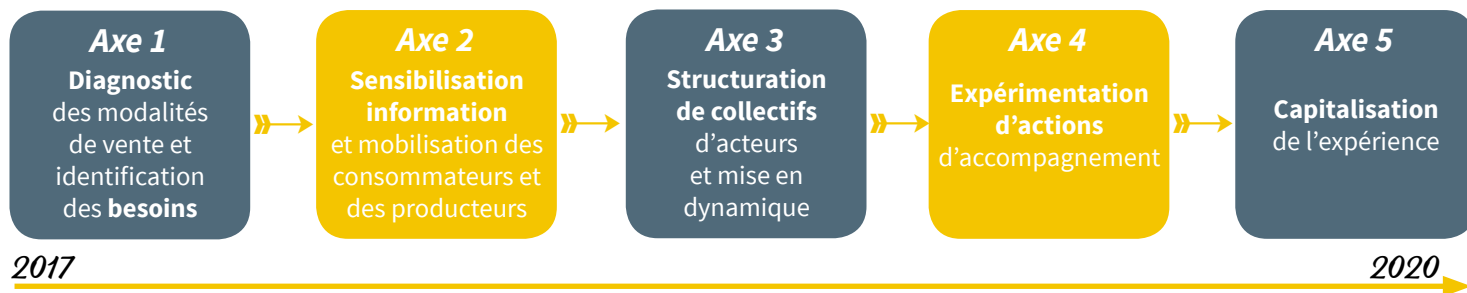 Axe 1
Diagnostic
des modalités
de vente et
identification
des besoins
Axe 2
Sensibilisation
information
et mobilisation des
consommateurs et
des producteurs
Axe 3
Structuration
de collectifs
d’acteurs
et mise en
dynamique
Axe 4
Expérimentation
d’actions
d’accompagnement
Axe 5
Capitalisation
de l’expérience
2017
2020